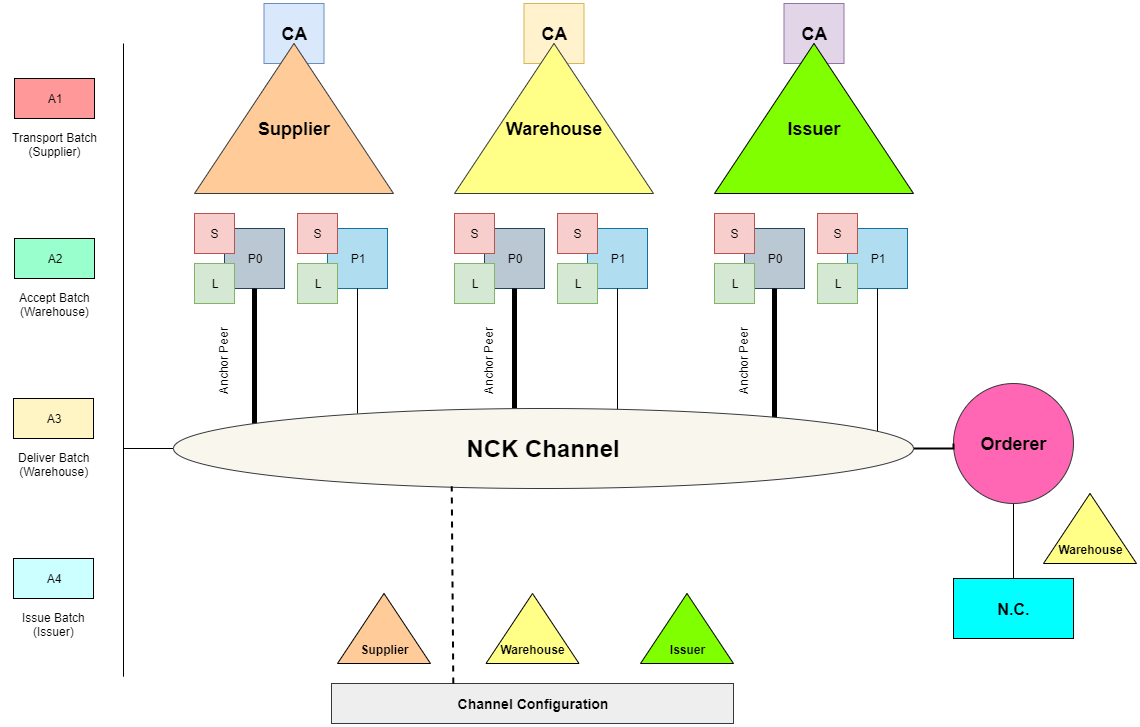 CA
CA
CA
Supplier
Warehouse
Issuer
A1
Transport Batch
(Supplier)
S
P0
L
S
P1
L
S
P0
L
S
P1
L
S
P0
L
S
P1
L
A2
Accept Batch
(Warehouse)
Anchor Peer
Anchor Peer
Anchor Peer
A3
Deliver Batch
(Warehouse)
NCK Channel
Orderer
Warehouse
N.C.
A4
Issue Batch
(Issuer)
Supplier
Warehouse
Issuer
Channel Configuration